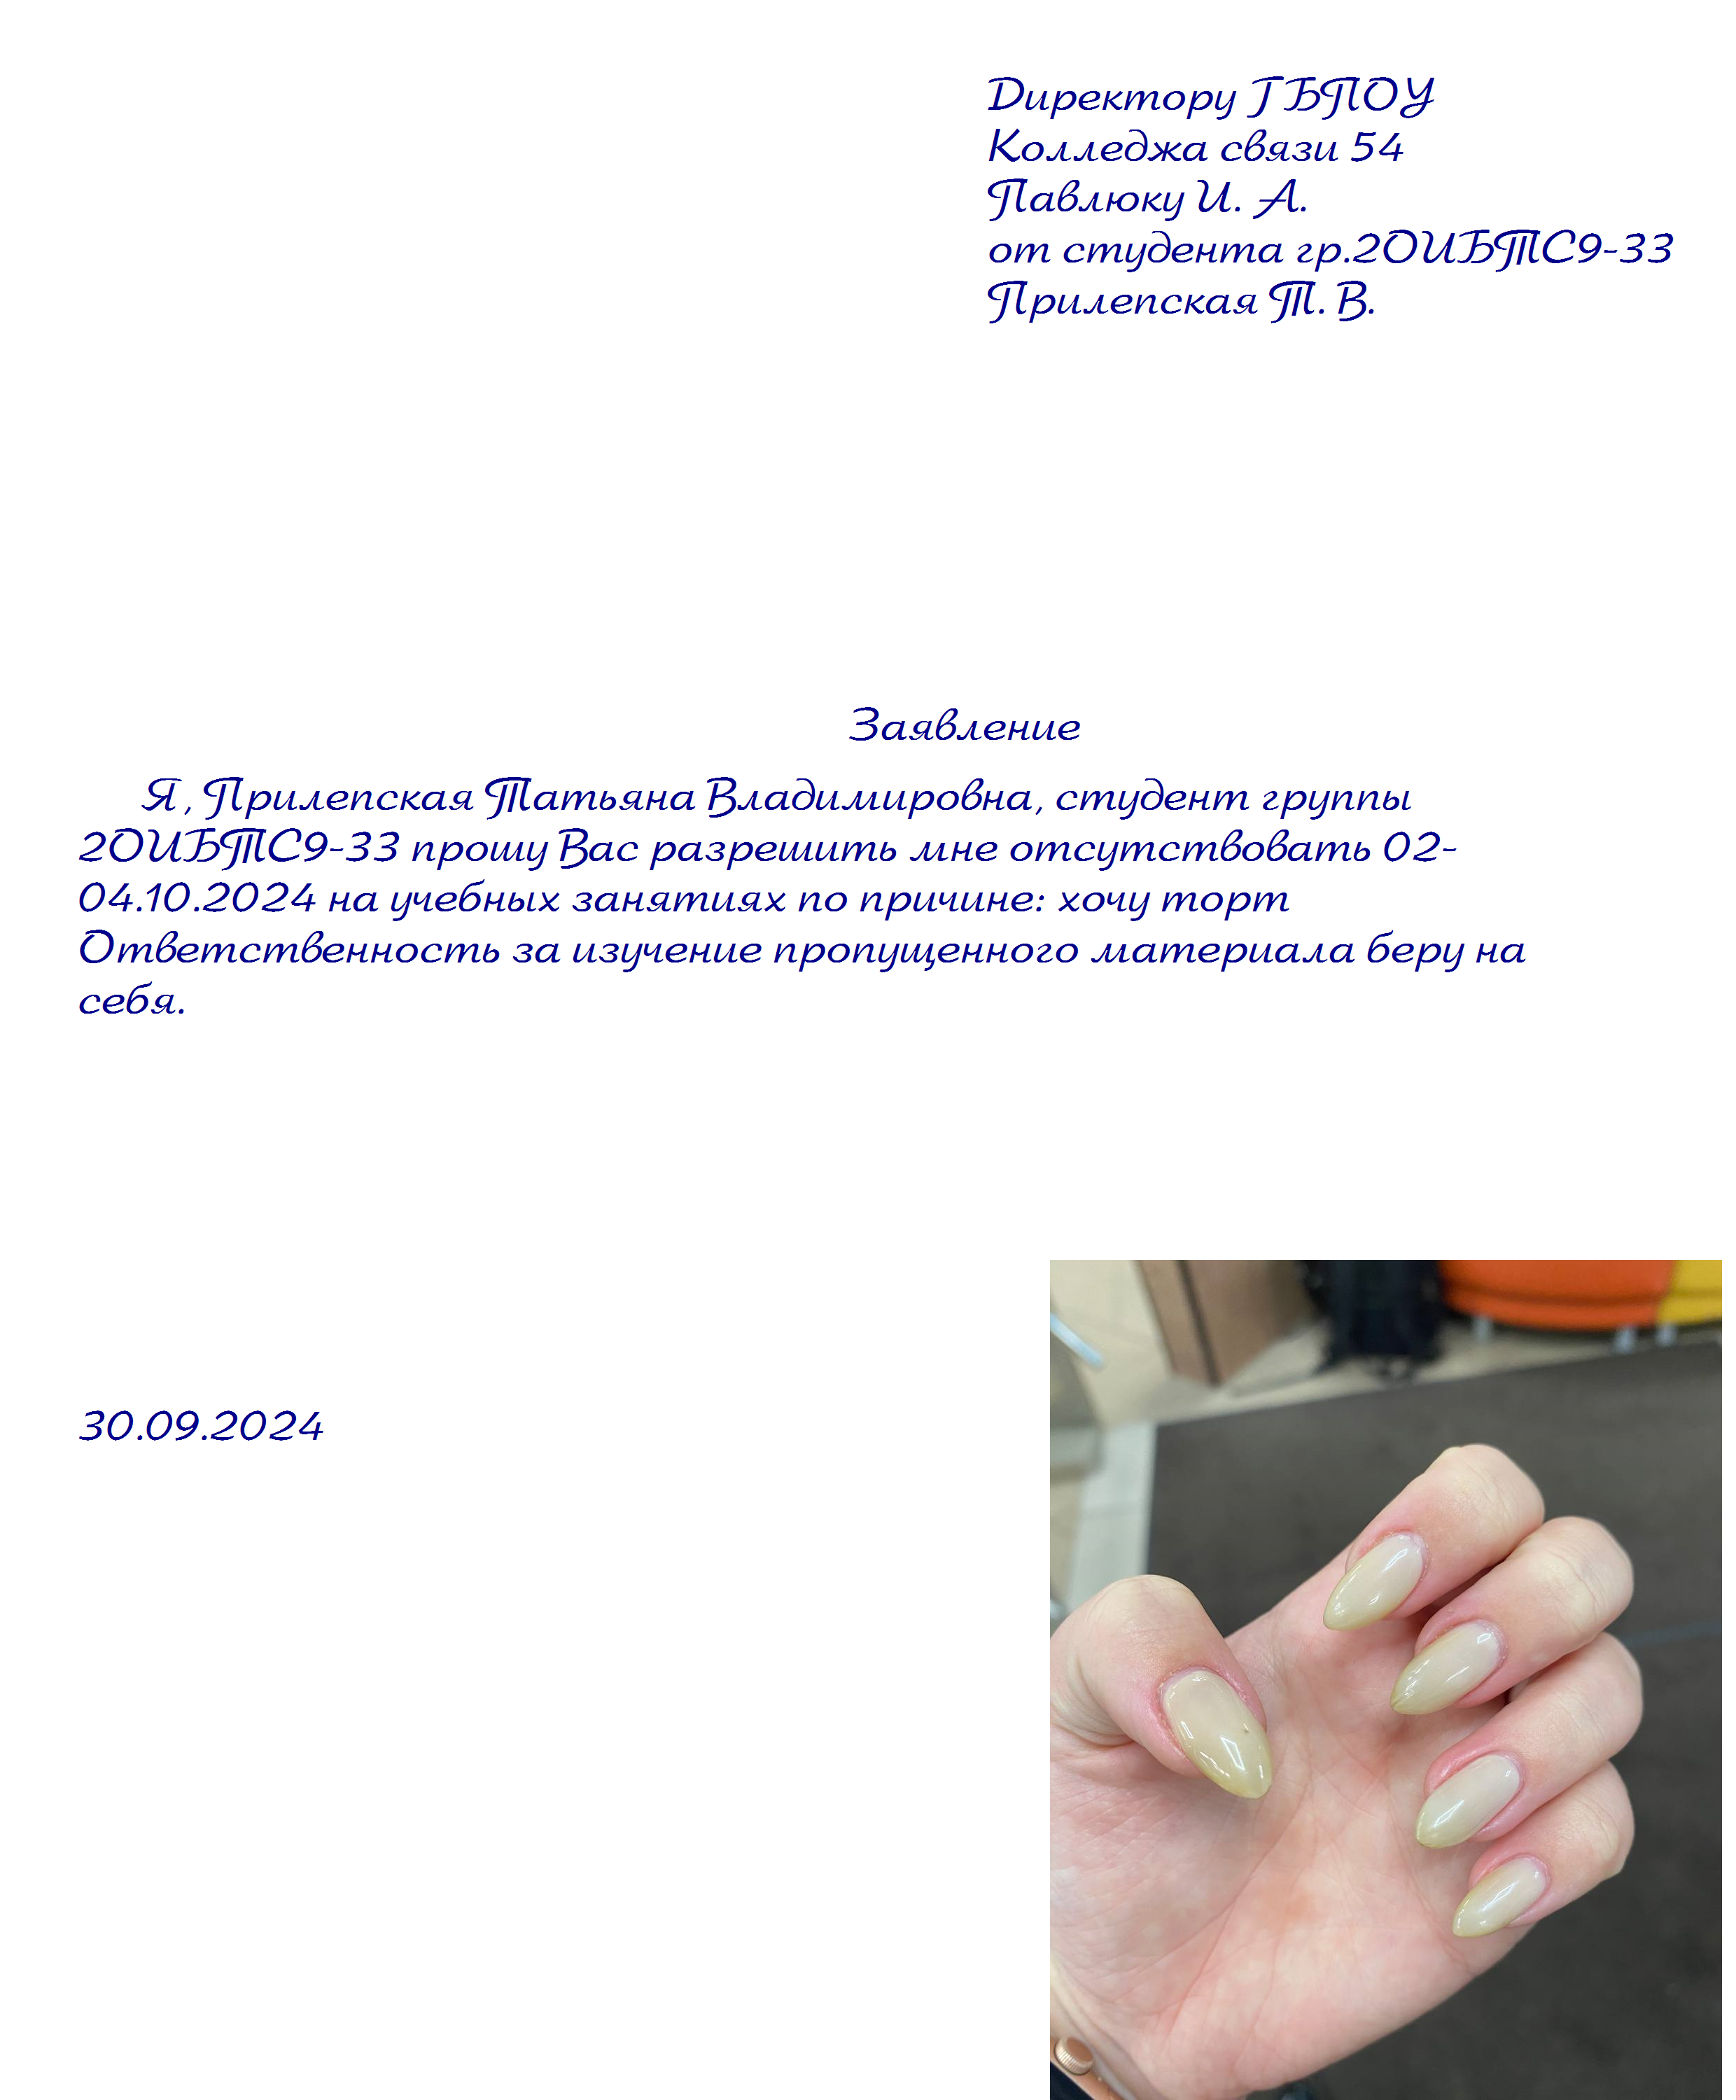 Директору ГБПОУ
Колледжа связи 54
Павлюку И. А.
от студента гр.2ОИБТС9-33
Прилепская Т. В.
Заявление
Я, Прилепская Татьяна Владимировна, студент группы
2ОИБТС9-33 прошу Вас разрешить мне отсутствовать 02-
04.10.2024 на учебных занятиях по причине: хочу торт
Ответственность за изучение пропущенного материала беру на
себя.
30.09.2024